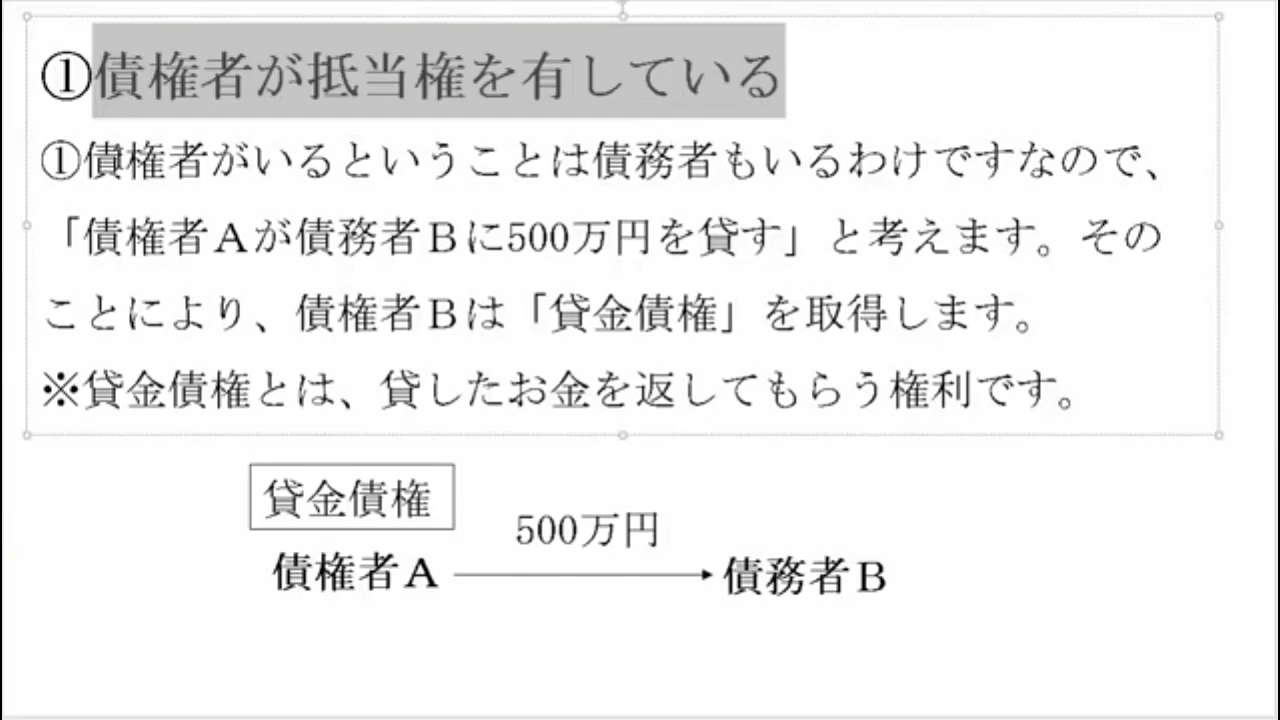 ①債権者が抵当権を有している
①債権者がいるということは債務者もいるわけですなので、
「債権者Ａが債務者Ｂに500万円を貸す」と考えます。その
ことにより、債権者Ｂは「貸金債権」を取得します。
※貸金債権とは、貸したお金を返してもらう権利です。
貸金債権
500万円
債権者Ａ
債務者Ｂ